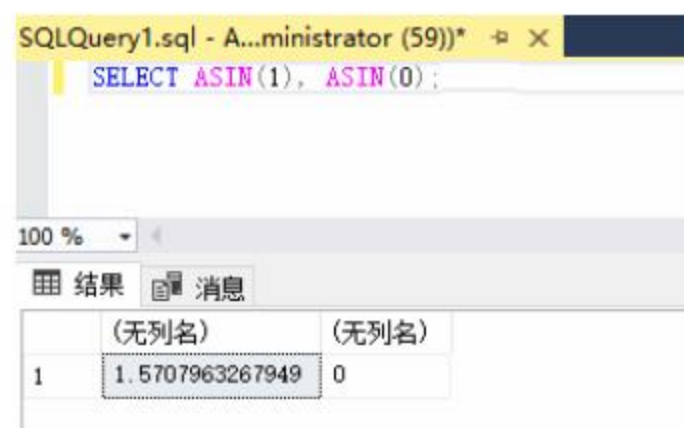 SQLQuery1.sql - A...ministrator (59))*
SELECT ASIN(1), ASIN(0);
100 %
结果 消息
(无列名) (无列名)
1 1.5707963267949 0